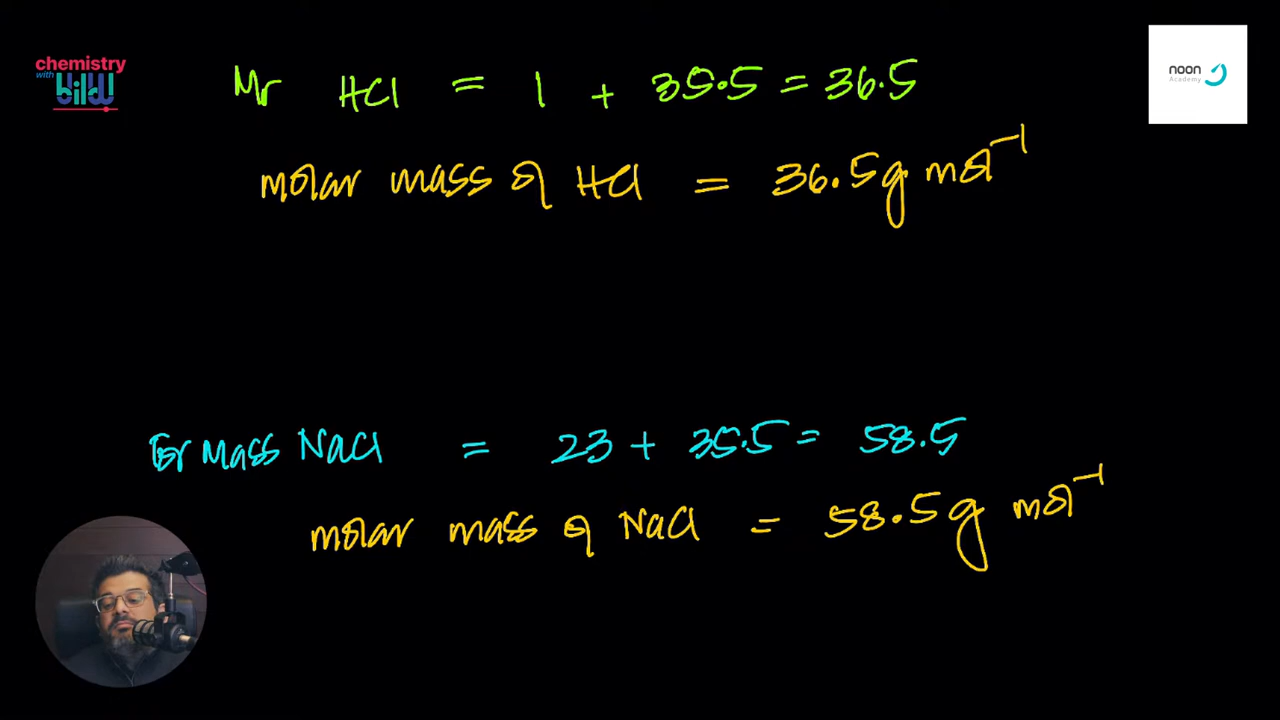 chemistry
with
bilal
noon
Academy
Mr HCl = 1 + 35.5 = 36.5
molar mass of HCl = 36.5g mol⁻¹
Fr Mass NaCl = 23 + 35.5 = 58.5
molar mass of NaCl = 58.5g mol⁻¹